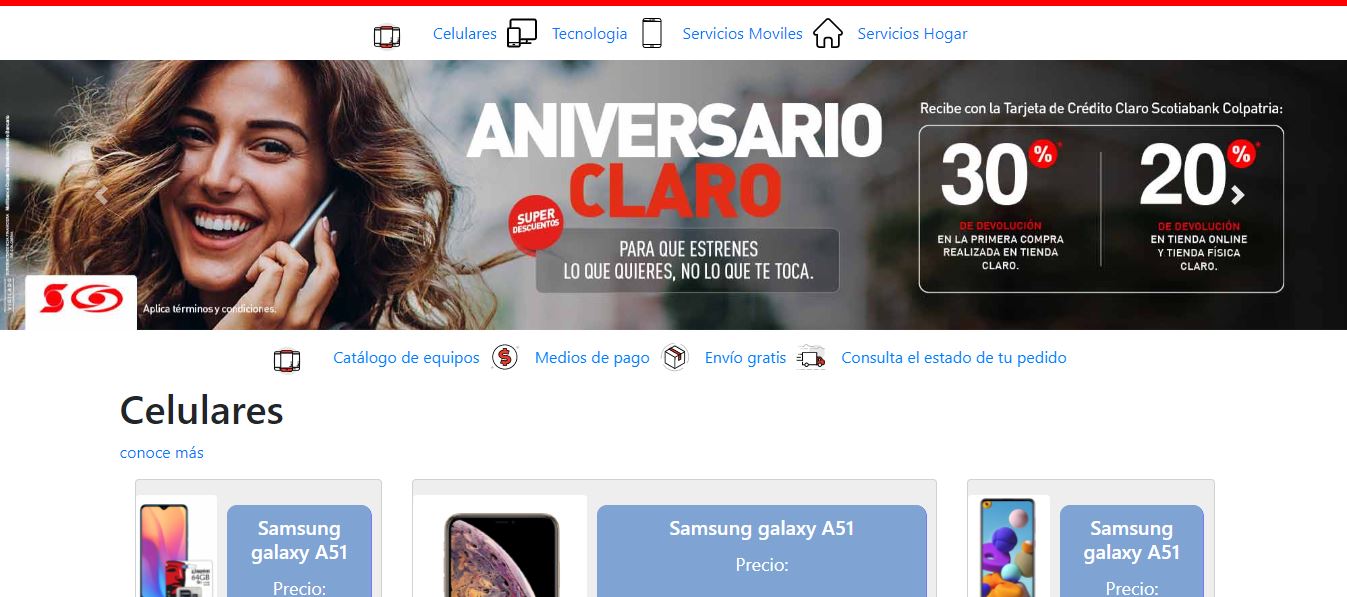 Celulares Tecnologia Servicios Moviles Servicios Hogar
ANIVERSARIO
CLARO
SUPER
DESCUENTOS
PARA QUE ESTRENES
LO QUE QUIERES, NO LO QUE TE TOCA.
Recibe con la Tarjeta de Crédito Claro Scotiabank Colpatria:
30%*
DE DEVOLUCIÓN
EN LA PRIMERA COMPRA
REALIZADA EN TIENDA
CLARO.
20%*
DE DEVOLUCIÓN
EN TIENDA ONLINE
Y TIENDA FÍSICA
CLARO.
Aplica términos y condiciones.
Catálogo de equipos Medios de pago Envío gratis Consulta el estado de tu pedido
Celulares
conoce más
Samsung
galaxy A51
Precio:
64GB
Samsung galaxy A51
Precio:
Samsung
galaxy A51
Precio: